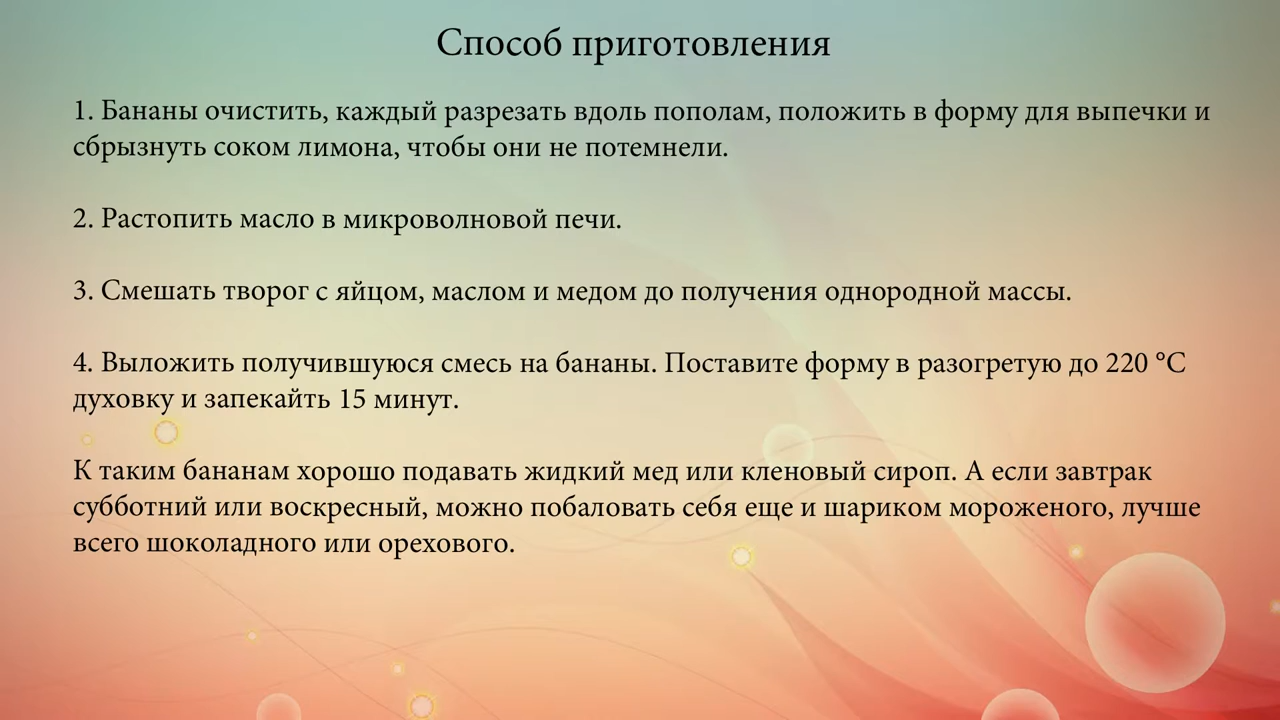 Способ приготовления
1. Бананы очистить, каждый разрезать вдоль пополам, положить в форму для выпечки и
сбрызнуть соком лимона, чтобы они не потемнели.
2. Растопить масло в микроволновой печи.
3. Смешать творог с яйцом, маслом и медом до получения однородной массы.
4. Выложить получившуюся смесь на бананы. Поставите форму в разогретую до 220 °С
духовку и запекайть 15 минут.
К таким бананам хорошо подавать жидкий мед или кленовый сироп. А если завтрак
субботний или воскресный, можно побаловать себя еще и шариком мороженого, лучше
всего шоколадного или орехового.